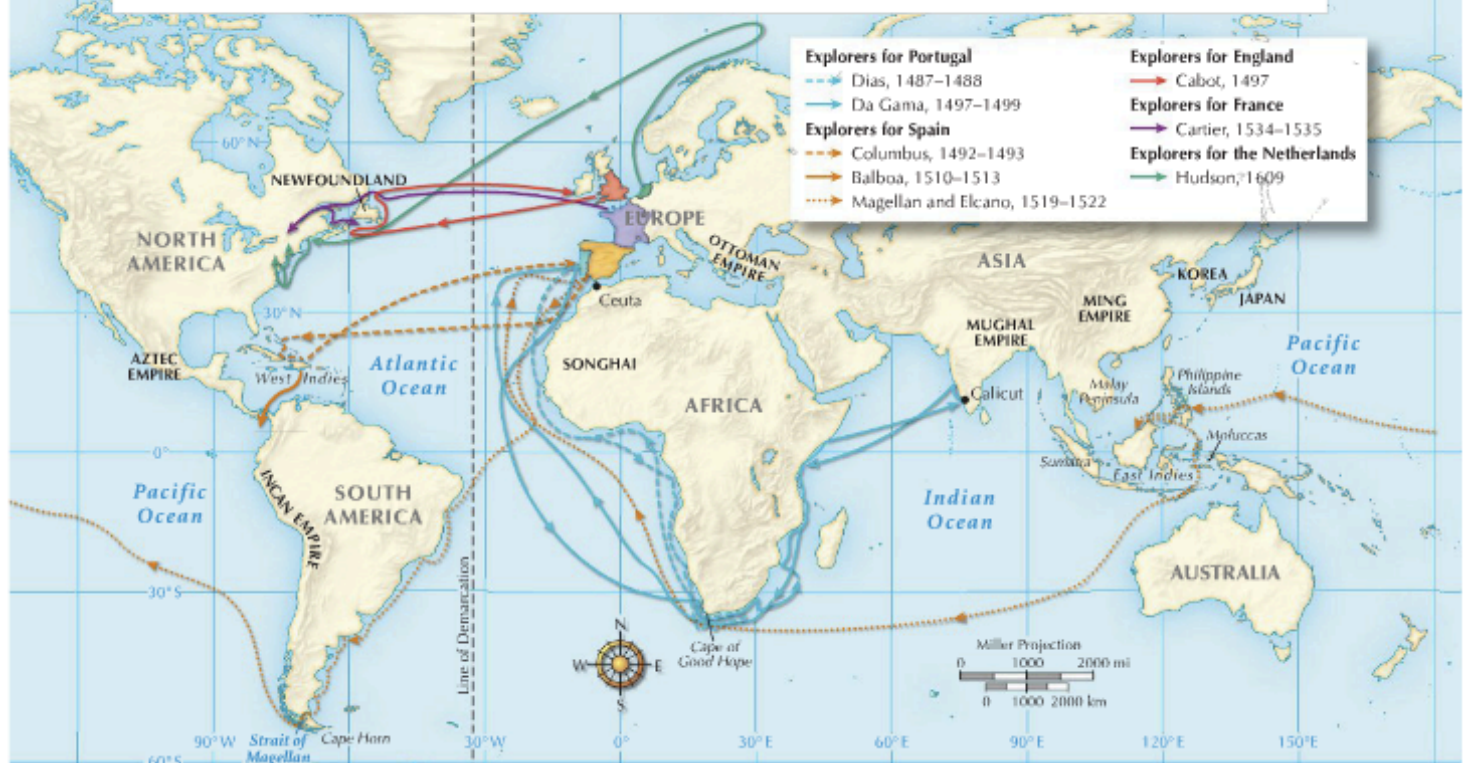 Explorers for Portugal
Dias, 1487–1488
Da Gama, 1497–1499
Explorers for Spain
Columbus, 1492–1493
Balboa, 1510–1513
Magellan and Elcano, 1519–1522
Explorers for England
Cabot, 1497
Explorers for France
Cartier, 1534–1535
Explorers for the Netherlands
Hudson, 1609
60°N
NEWFOUNDLAND
NORTH
AMERICA
EUROPE
OTTOMAN
EMPIRE
ASIA
KOREA
JAPAN
MING
EMPIRE
MUGHAL
EMPIRE
Ceuta
30°N
AZTEC
EMPIRE
West Indies
Atlantic
Ocean
SONGHAI
AFRICA
Calicut
Malay
Peninsula
Philippine
Islands
Pacific
Ocean
Moluccas
Sumatra
East Indies
0°
Pacific
Ocean
INCAN EMPIRE
SOUTH
AMERICA
Indian
Ocean
AUSTRALIA
30°S
Line of Demarcation
N
W E
S
Cape of
Good Hope
Miller Projection
0 1000 2000 mi
0 1000 2000 km
Strait of
Magellan
Cape Horn
90°W 30°W 0° 30°E 60°E 90°E 120°E 150°E
60°S